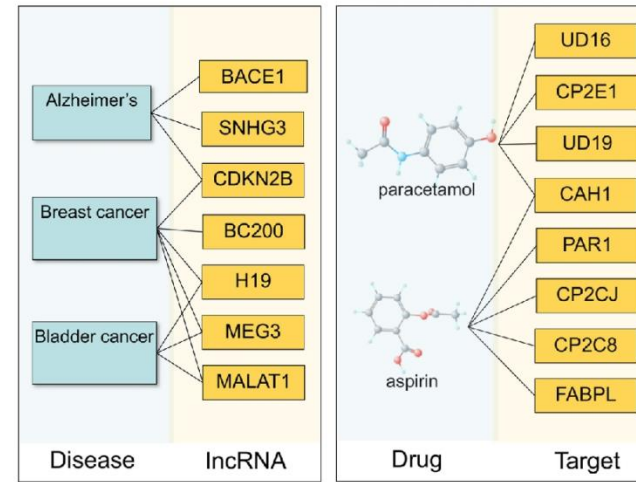 Alzheimer's
Breast cancer
Bladder cancer
BACE1
SNHG3
CDKN2B
BC200
H19
MEG3
MALAT1
Disease
lncRNA
paracetamol
aspirin
UD16
CP2E1
UD19
CAH1
PAR1
CP2CJ
CP2C8
FABPL
Drug
Target